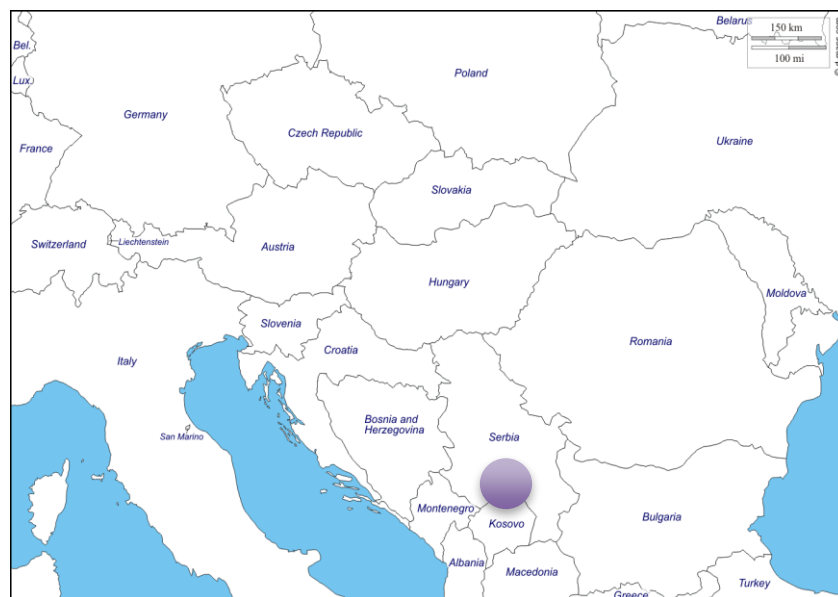 Belarus
150 km
100 mi
Bel.
Lux.
Poland
Germany
Czech Republic
Ukraine
France
Slovakia
Switzerland
Liechtenstein
Austria
Hungary
Moldova
Slovenia
Croatia
Romania
Italy
Bosnia and
Herzegovina
San Marino
Serbia
Montenegro
Kosovo
Bulgaria
Albania
Macedonia
Turkey
Greece